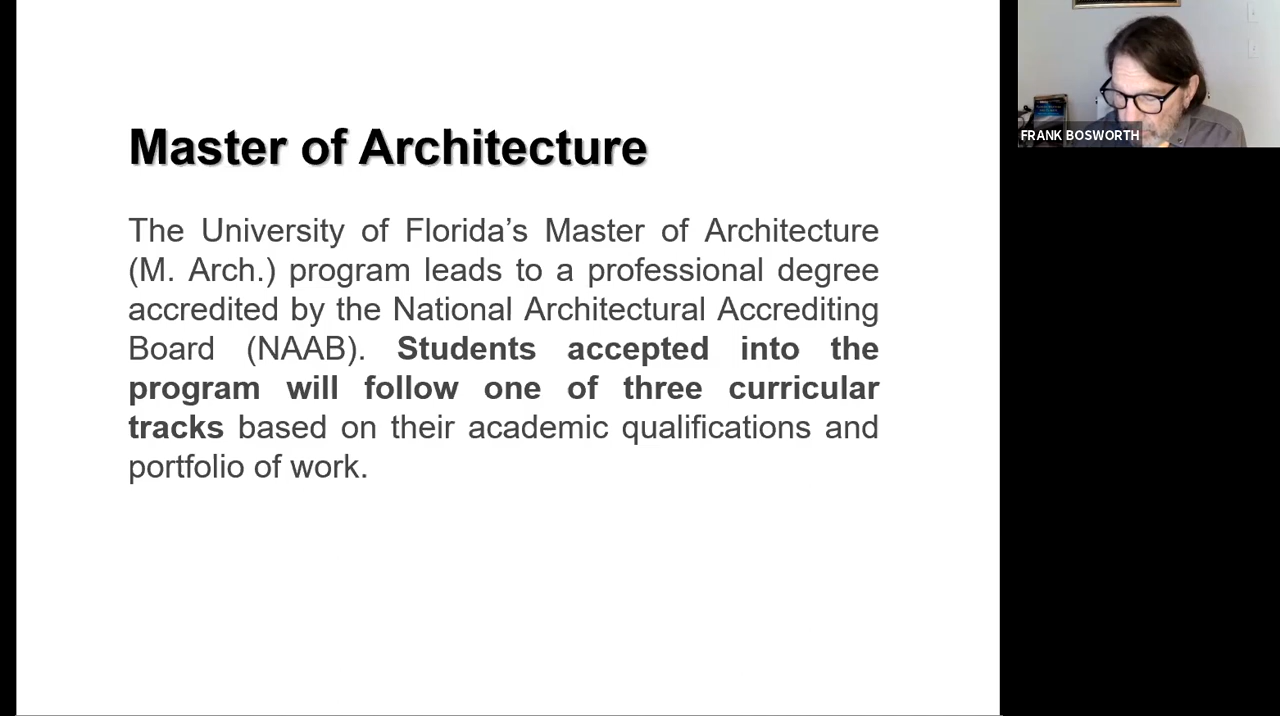 Master of Architecture
The University of Florida’s Master of Architecture
(M. Arch.) program leads to a professional degree
accredited by the National Architectural Accrediting
Board (NAAB). Students accepted into the
program will follow one of three curricular
tracks based on their academic qualifications and
portfolio of work.
FRANK BOSWORTH